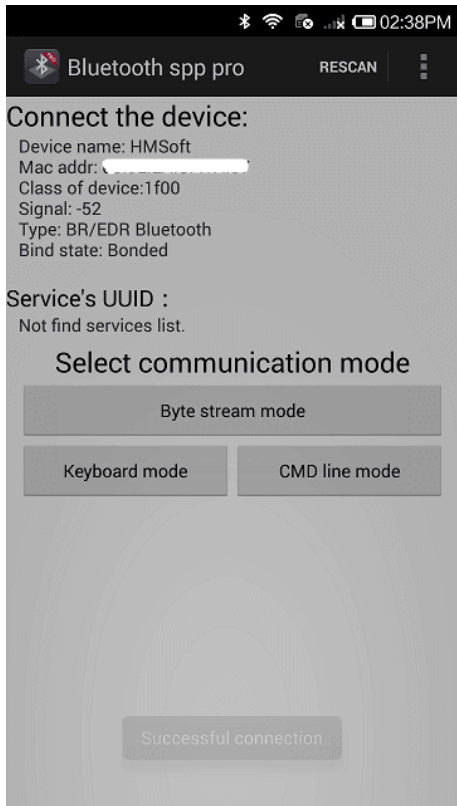 02:38PM
Bluetooth spp pro RESCAN
Connect the device:
Device name: HMSoft
Mac addr:
Class of device:1f00
Signal: -52
Type: BR/EDR Bluetooth
Bind state: Bonded
Service's UUID :
Not find services list.
Select communication mode
Byte stream mode
Keyboard mode CMD line mode
Successful connection